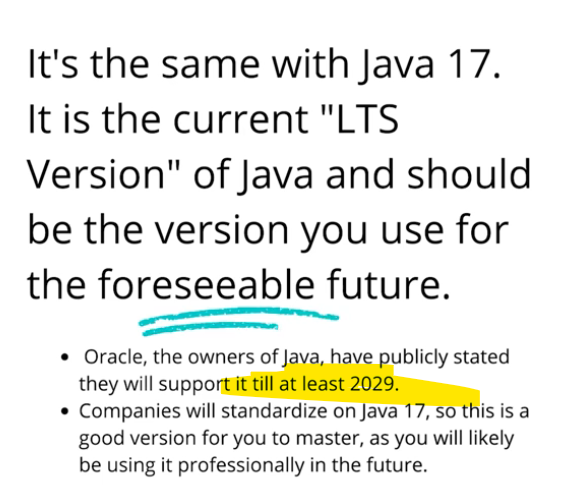 It's the same with Java 17.
It is the current "LTS
Version" of Java and should
be the version you use for
the foreseeable future.
• Oracle, the owners of Java, have publicly stated
they will support it till at least 2029.
• Companies will standardize on Java 17, so this is a
good version for you to master, as you will likely
be using it professionally in the future.